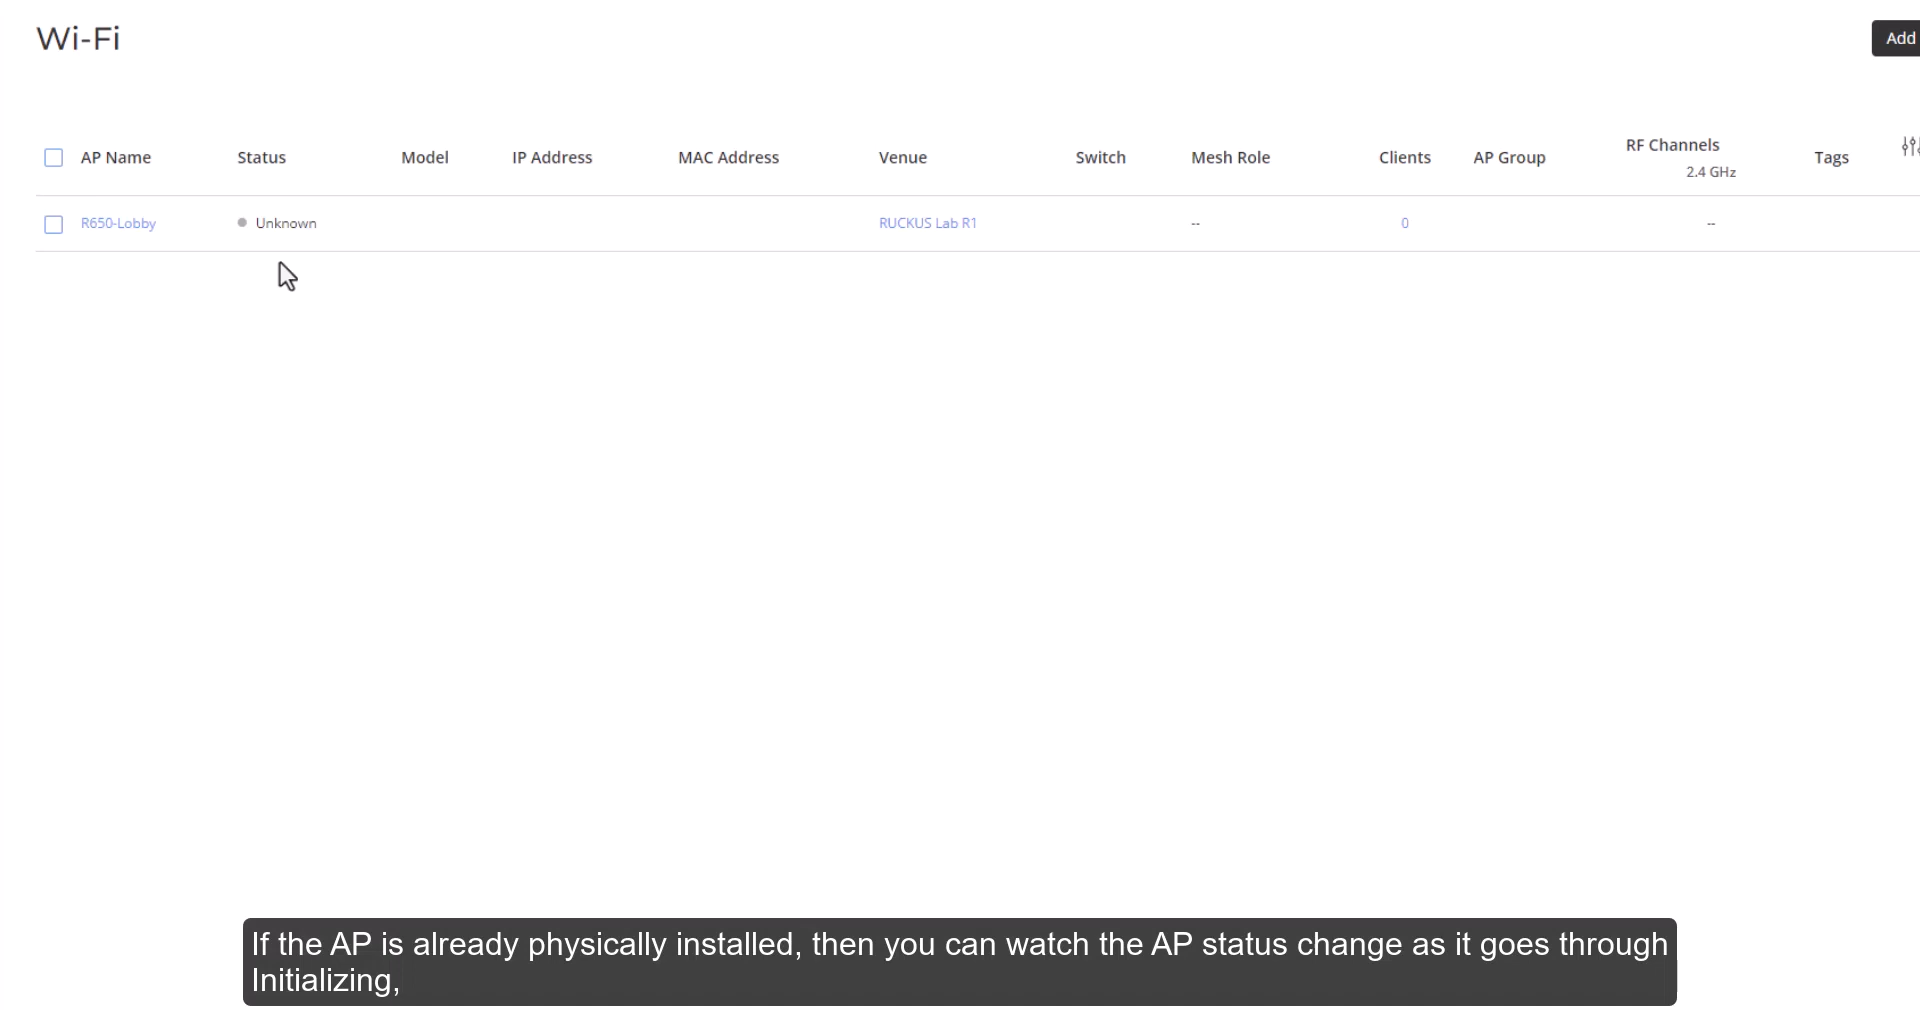 Wi-Fi
Add
AP Name Status Model IP Address MAC Address Venue Switch Mesh Role Clients AP Group RF Channels Tags
2.4 GHz
R650-Lobby Unknown RUCKUS Lab R1 -- 0 --
If the AP is already physically installed, then you can watch the AP status change as it goes through
Initializing,